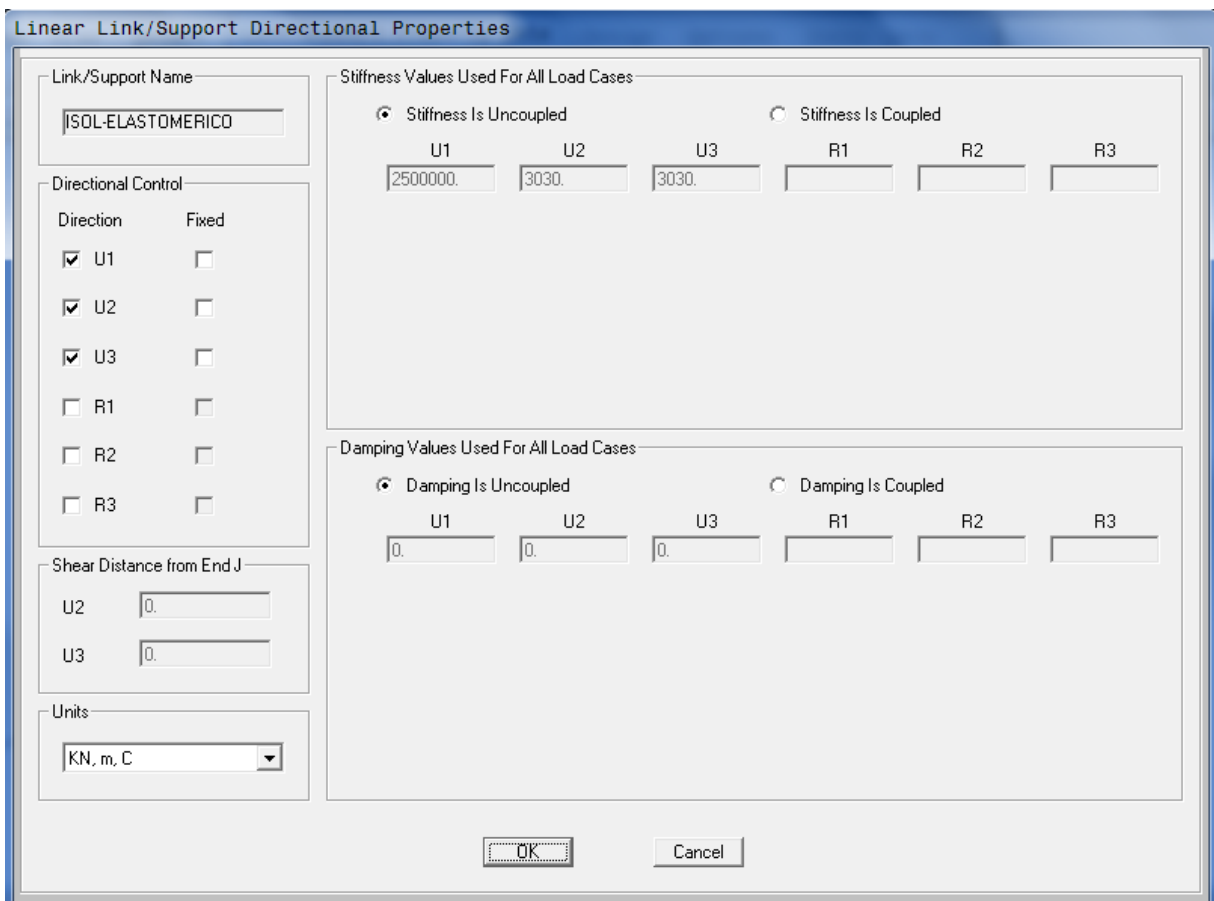 Linear Link/Support Directional Properties
Link/Support Name
ISOL-ELASTOMERICO
Directional Control
Direction Fixed
U1
U2
U3
R1
R2
R3
Shear Distance from End J
U2 0.
U3 0.
Units
KN, m, C
Stiffness Values Used For All Load Cases
Stiffness Is Uncoupled Stiffness Is Coupled
U1 U2 U3 R1 R2 R3
2500000. 3030. 3030.
Damping Values Used For All Load Cases
Damping Is Uncoupled Damping Is Coupled
U1 U2 U3 R1 R2 R3
0. 0. 0.
OK Cancel